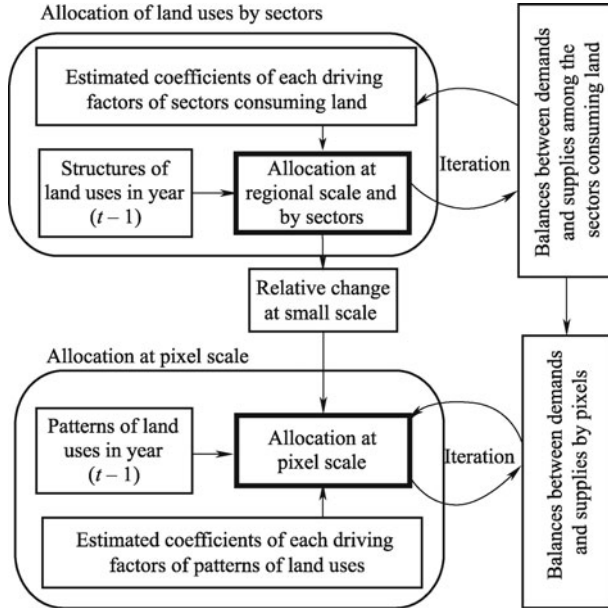 Allocation of land uses by sectors
Estimated coefficients of each driving
factors of sectors consuming land
Structures of
land uses in year
(t – 1)
Allocation at
regional scale and
by sectors
Iteration
Balances between demands
and supplies among the
sectors consuming land
Relative change
at small scale
Allocation at pixel scale
Patterns of land
uses in year
(t – 1)
Allocation at
pixel scale
Iteration
Balances between demands
and supplies by pixels
Estimated coefficients of each driving
factors of patterns of land uses